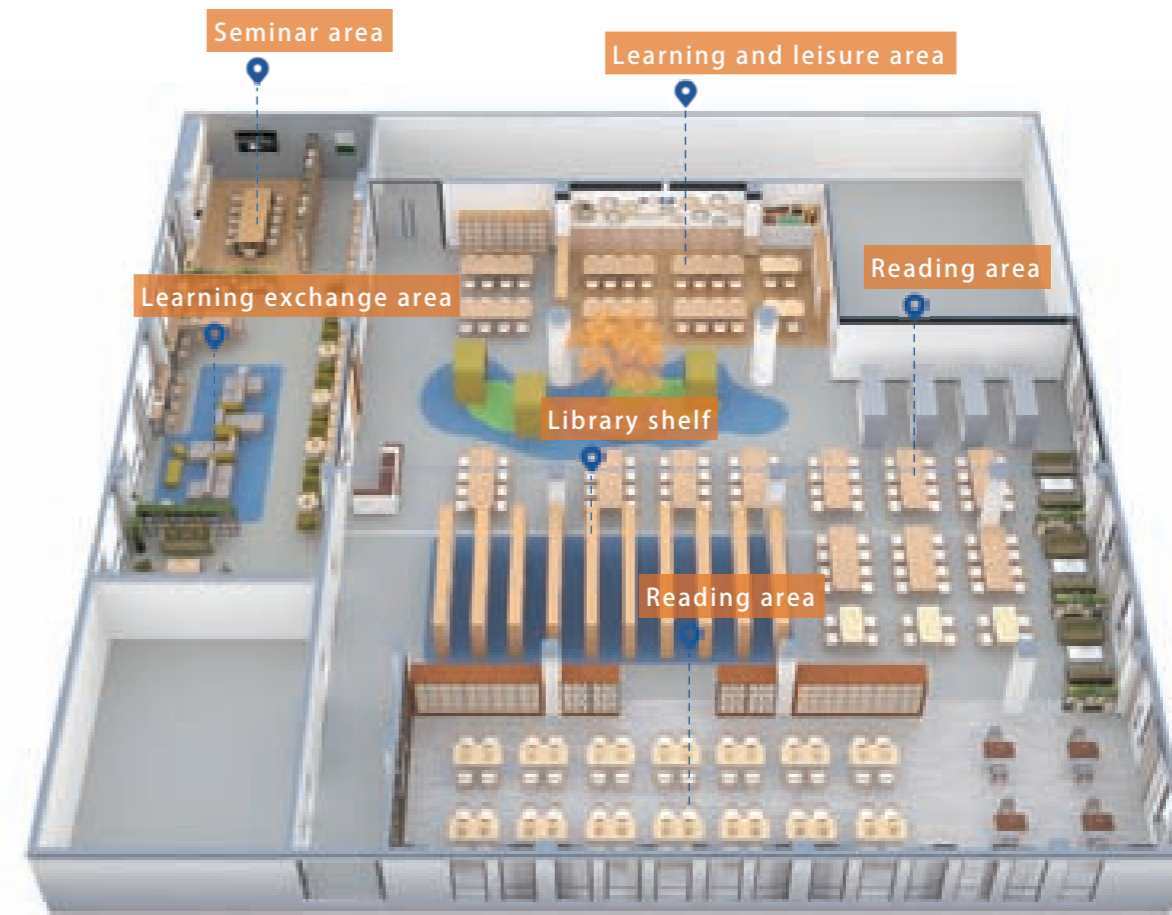 Seminar area
Learning and leisure area
Reading area
Learning exchange area
Library shelf
Reading area